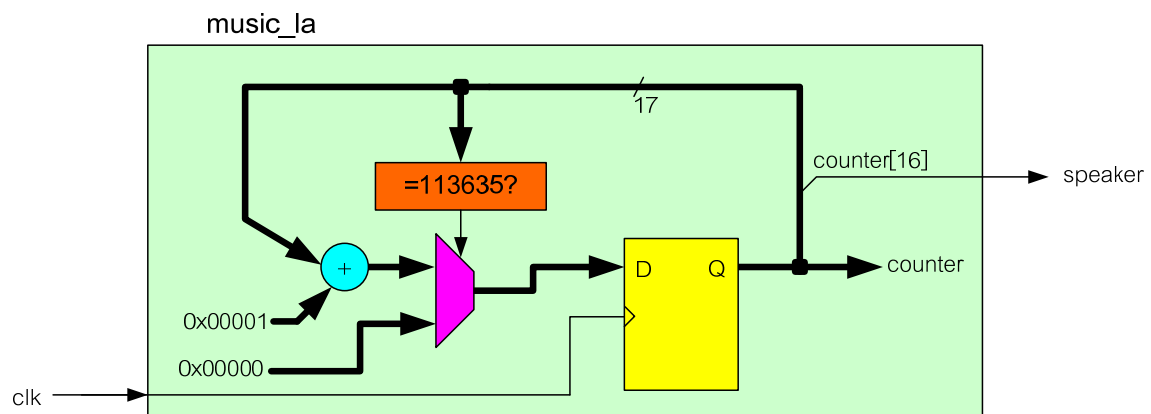 music_la
17
counter[16]
speaker
=113635?
+
D
Q
counter
0x00001
0x00000
clk